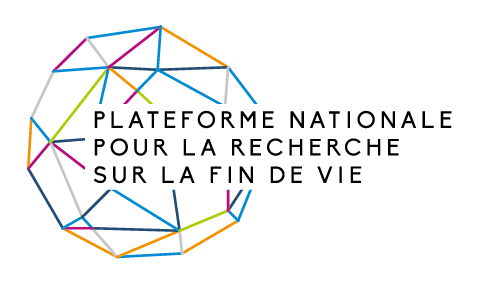 PLATEFORME NATIONALE
POUR LA RECHERCHE
SUR LA FIN DE VIE